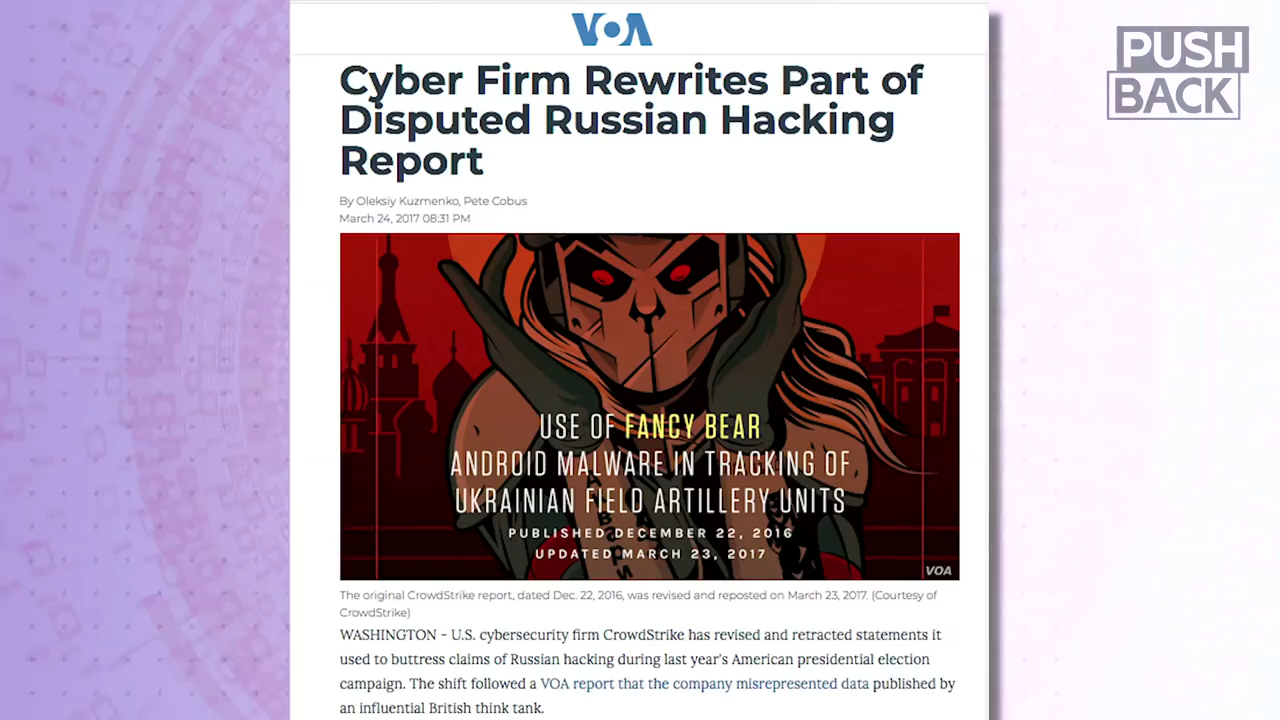 VOA
PUSH
BACK
Cyber Firm Rewrites Part of
Disputed Russian Hacking
Report
By Oleksiy Kuzmenko, Pete Cobus
March 24, 2017 08:31 PM
USE OF FANCY BEAR
ANDROID MALWARE IN TRACKING OF
UKRAINIAN FIELD ARTILLERY UNITS
PUBLISHED DECEMBER 22, 2016
UPDATED MARCH 23, 2017
VOA
The original CrowdStrike report, dated Dec. 22, 2016, was revised and reposted on March 23, 2017. (Courtesy of
CrowdStrike)
WASHINGTON - U.S. cybersecurity firm CrowdStrike has revised and retracted statements it
used to buttress claims of Russian hacking during last year's American presidential election
campaign. The shift followed a VOA report that the company misrepresented data published by
an influential British think tank.